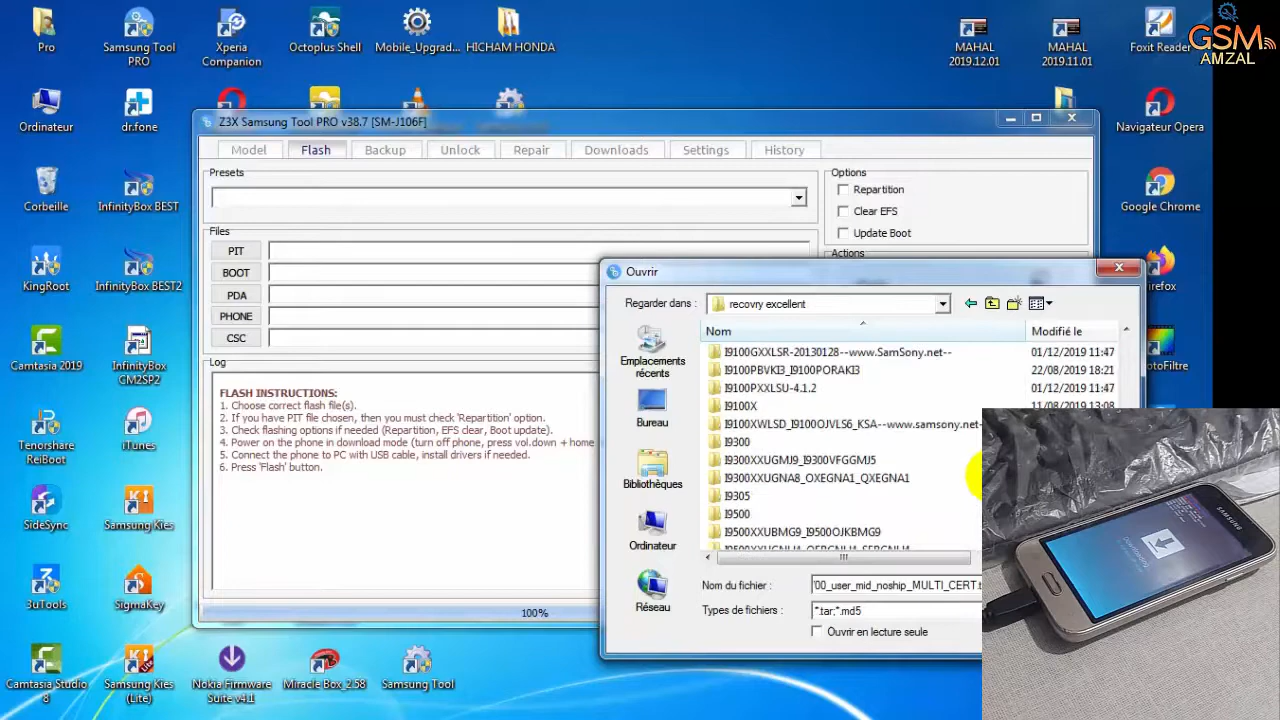 Pro
Samsung Tool
PRO
Xperia
Companion
Octoplus Shell
Mobile_Upgrad...
HICHAM HONDA
MAHAL
2019.12.01
MAHAL
2019.11.01
Foxit Reader
GSM
AMZAL
Ordinateur
dr.fone
Navigateur Opera
Corbeille
InfinityBox BEST
Google Chrome
KingRoot
InfinityBox BEST2
Camtasia 2019
InfinityBox
CM2SP2
Tenorshare
ReiBoot
iTunes
SideSync
Samsung Kies
3uTools
SigmaKey
Camtasia Studio
8
Samsung Kies
(Lite)
Nokia Firmware
Suite v4.1
Miracle Box_2.58
Samsung Tool
Z3X Samsung Tool PRO v38.7 [SM-J106F]
Model Flash Backup Unlock Repair Downloads Settings History
Presets
Options
Repartition
Clear EFS
Update Boot
Files
Actions
PIT
BOOT
PDA
PHONE
CSC
Log
FLASH INSTRUCTIONS:
1. Choose correct flash file(s).
2. If you have PIT file chosen, then you must check 'Repartition' option.
3. Check flashing options if needed (Repartition, EFS clear, Boot update).
4. Power on the phone in download mode (turn off phone, press vol.down + home
5. Connect the phone to PC with USB cable, install drivers if needed.
6. Press 'Flash' button.
100%
Ouvrir
Regarder dans : recovry excellent
Nom Modifié le
I9100GXXLSR-20130128--www.SamSony.net-- 01/12/2019 11:47
I9100PBVKI3_I9100PORAKI3 22/08/2019 18:21
I9100PXXLSU-4.1.2 01/12/2019 11:47
I9100X 11/08/2019 13:08
I9100XWLSD_I9100OJVLS6_KSA--www.samsony.net-
I9300
I9300XXUGMJ9_I9300VFGGMJ5
I9300XXUGNA8_OXEGNA1_QXEGNA1
I9305
I9500
I9500XXUBMG9_I9500OJKBMG9
Emplacements
récents
Bureau
Bibliothèques
Ordinateur
Réseau
Nom du fichier : '00_user_mid_noship_MULTI_CERT.t
Types de fichiers : *.tar;*.md5
Ouvrir en lecture seule
SAMSUNG
Downloading